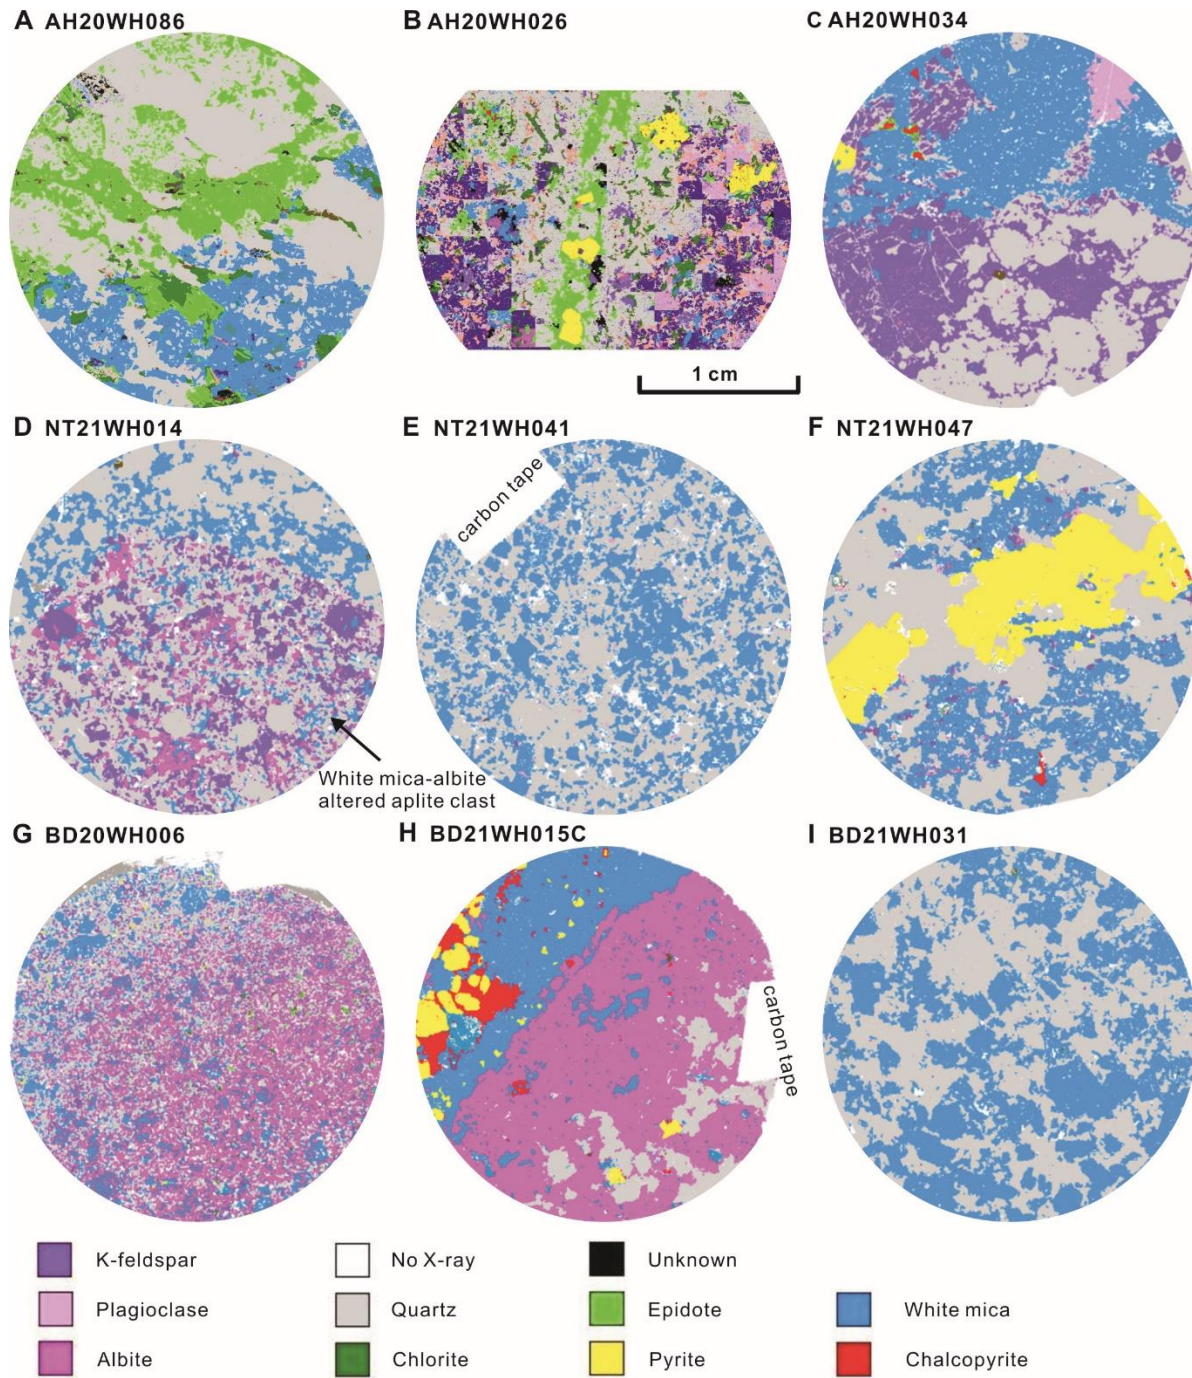 A AH20WH086
B AH20WH026
C AH20WH034
1 cm
D NT21WH014
E NT21WH041
F NT21WH047
carbon tape
White mica-albite
altered aplite clast
G BD20WH006
H BD21WH015C
I BD21WH031
carbon tape
K-feldspar
No X-ray
Unknown
Plagioclase
Quartz
Epidote
White mica
Albite
Chlorite
Pyrite
Chalcopyrite